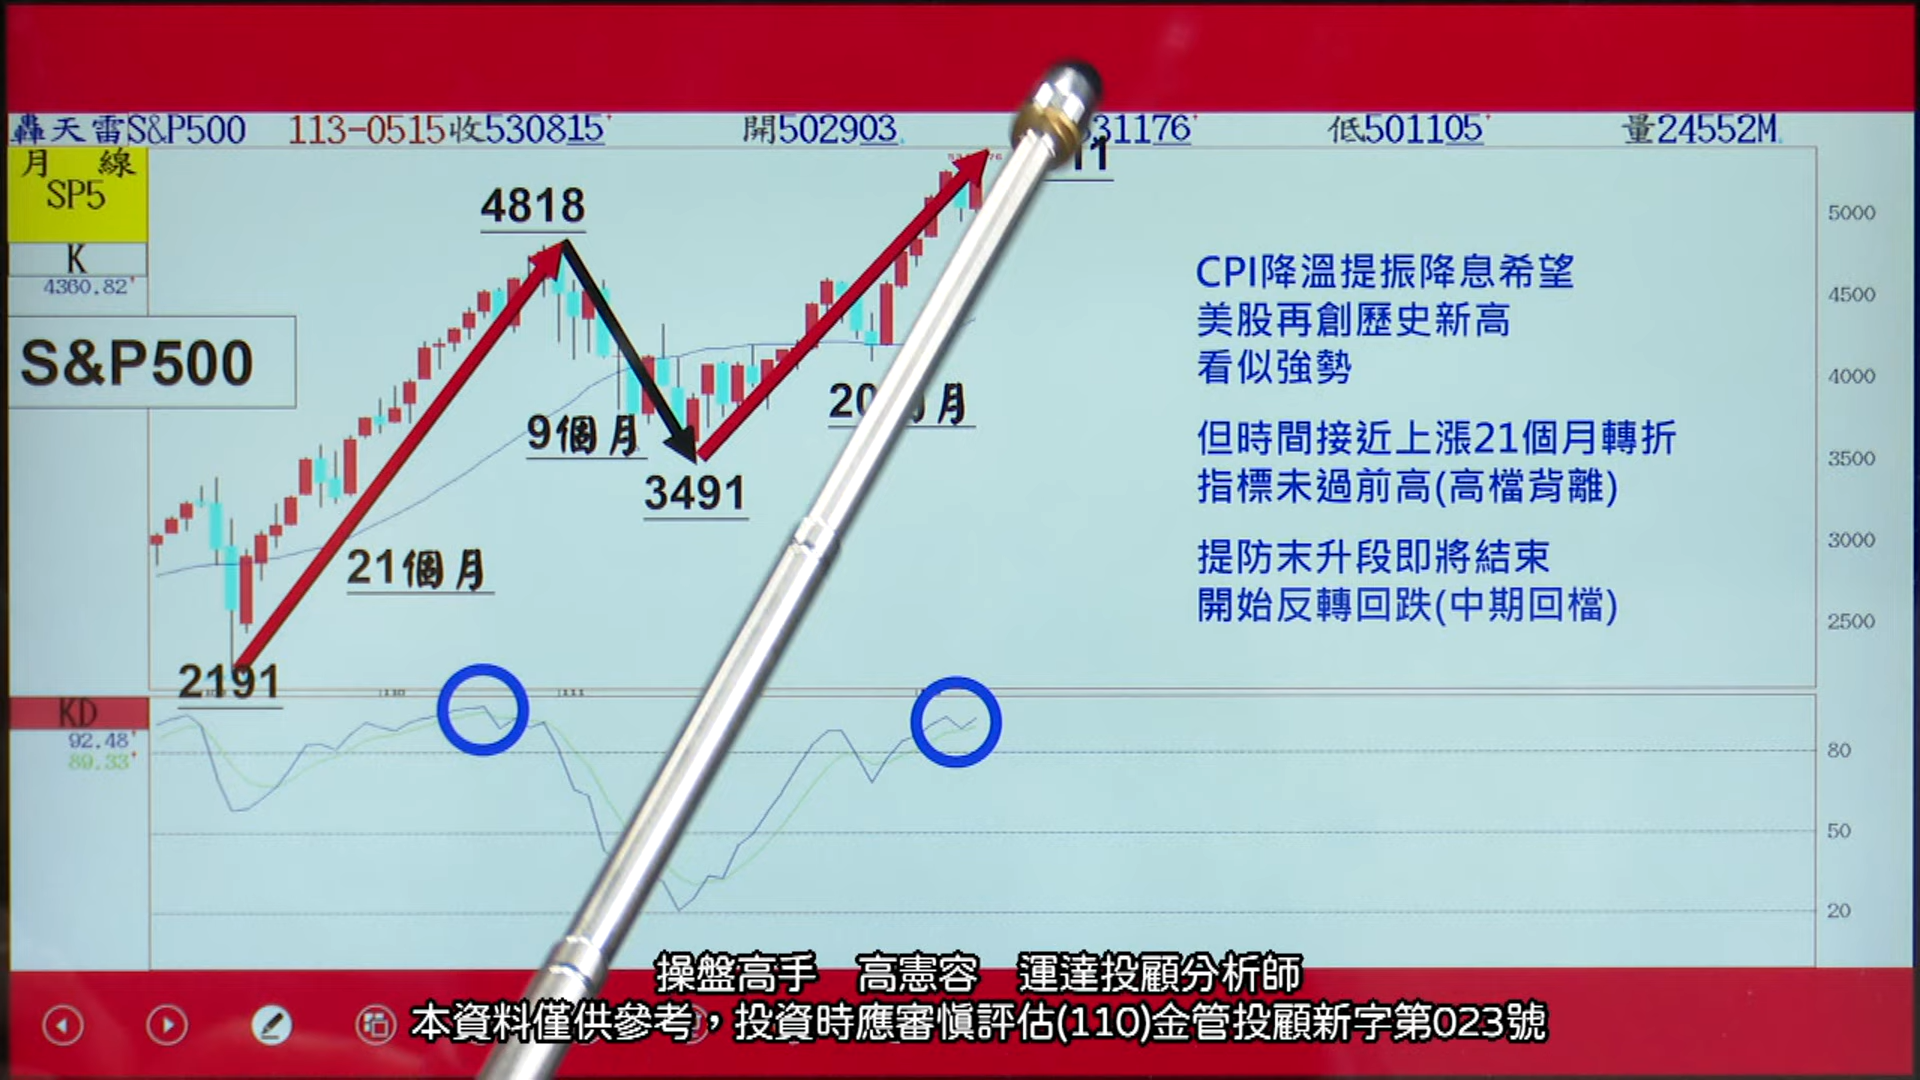 轟天雷S&P500 113-0515收530815 開502903 31176 低501105 量24552M
月 線
SP5
K
4360.82
S&P500
4818
11
5000
4500
4000
3500
3000
2500
CPI降溫提振降息希望
美股再創歷史新高
看似強勢
但時間接近上漲21個月轉折
指標未過前高(高檔背離)
提防末升段即將結束
開始反轉回跌(中期回檔)
20 月
9個月
3491
21個月
2191
110
111
KD
92.48
89.33
80
50
20
操盤高手 高憲容 運達投顧分析師
本資料僅供參考，投資時應審慎評估(110)金管投顧新字第023號